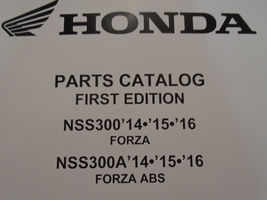 HONDA
PARTS CATALOG
FIRST EDITION
NSS300'14•'15•'16
FORZA
NSS300A'14•'15•'16
FORZA ABS